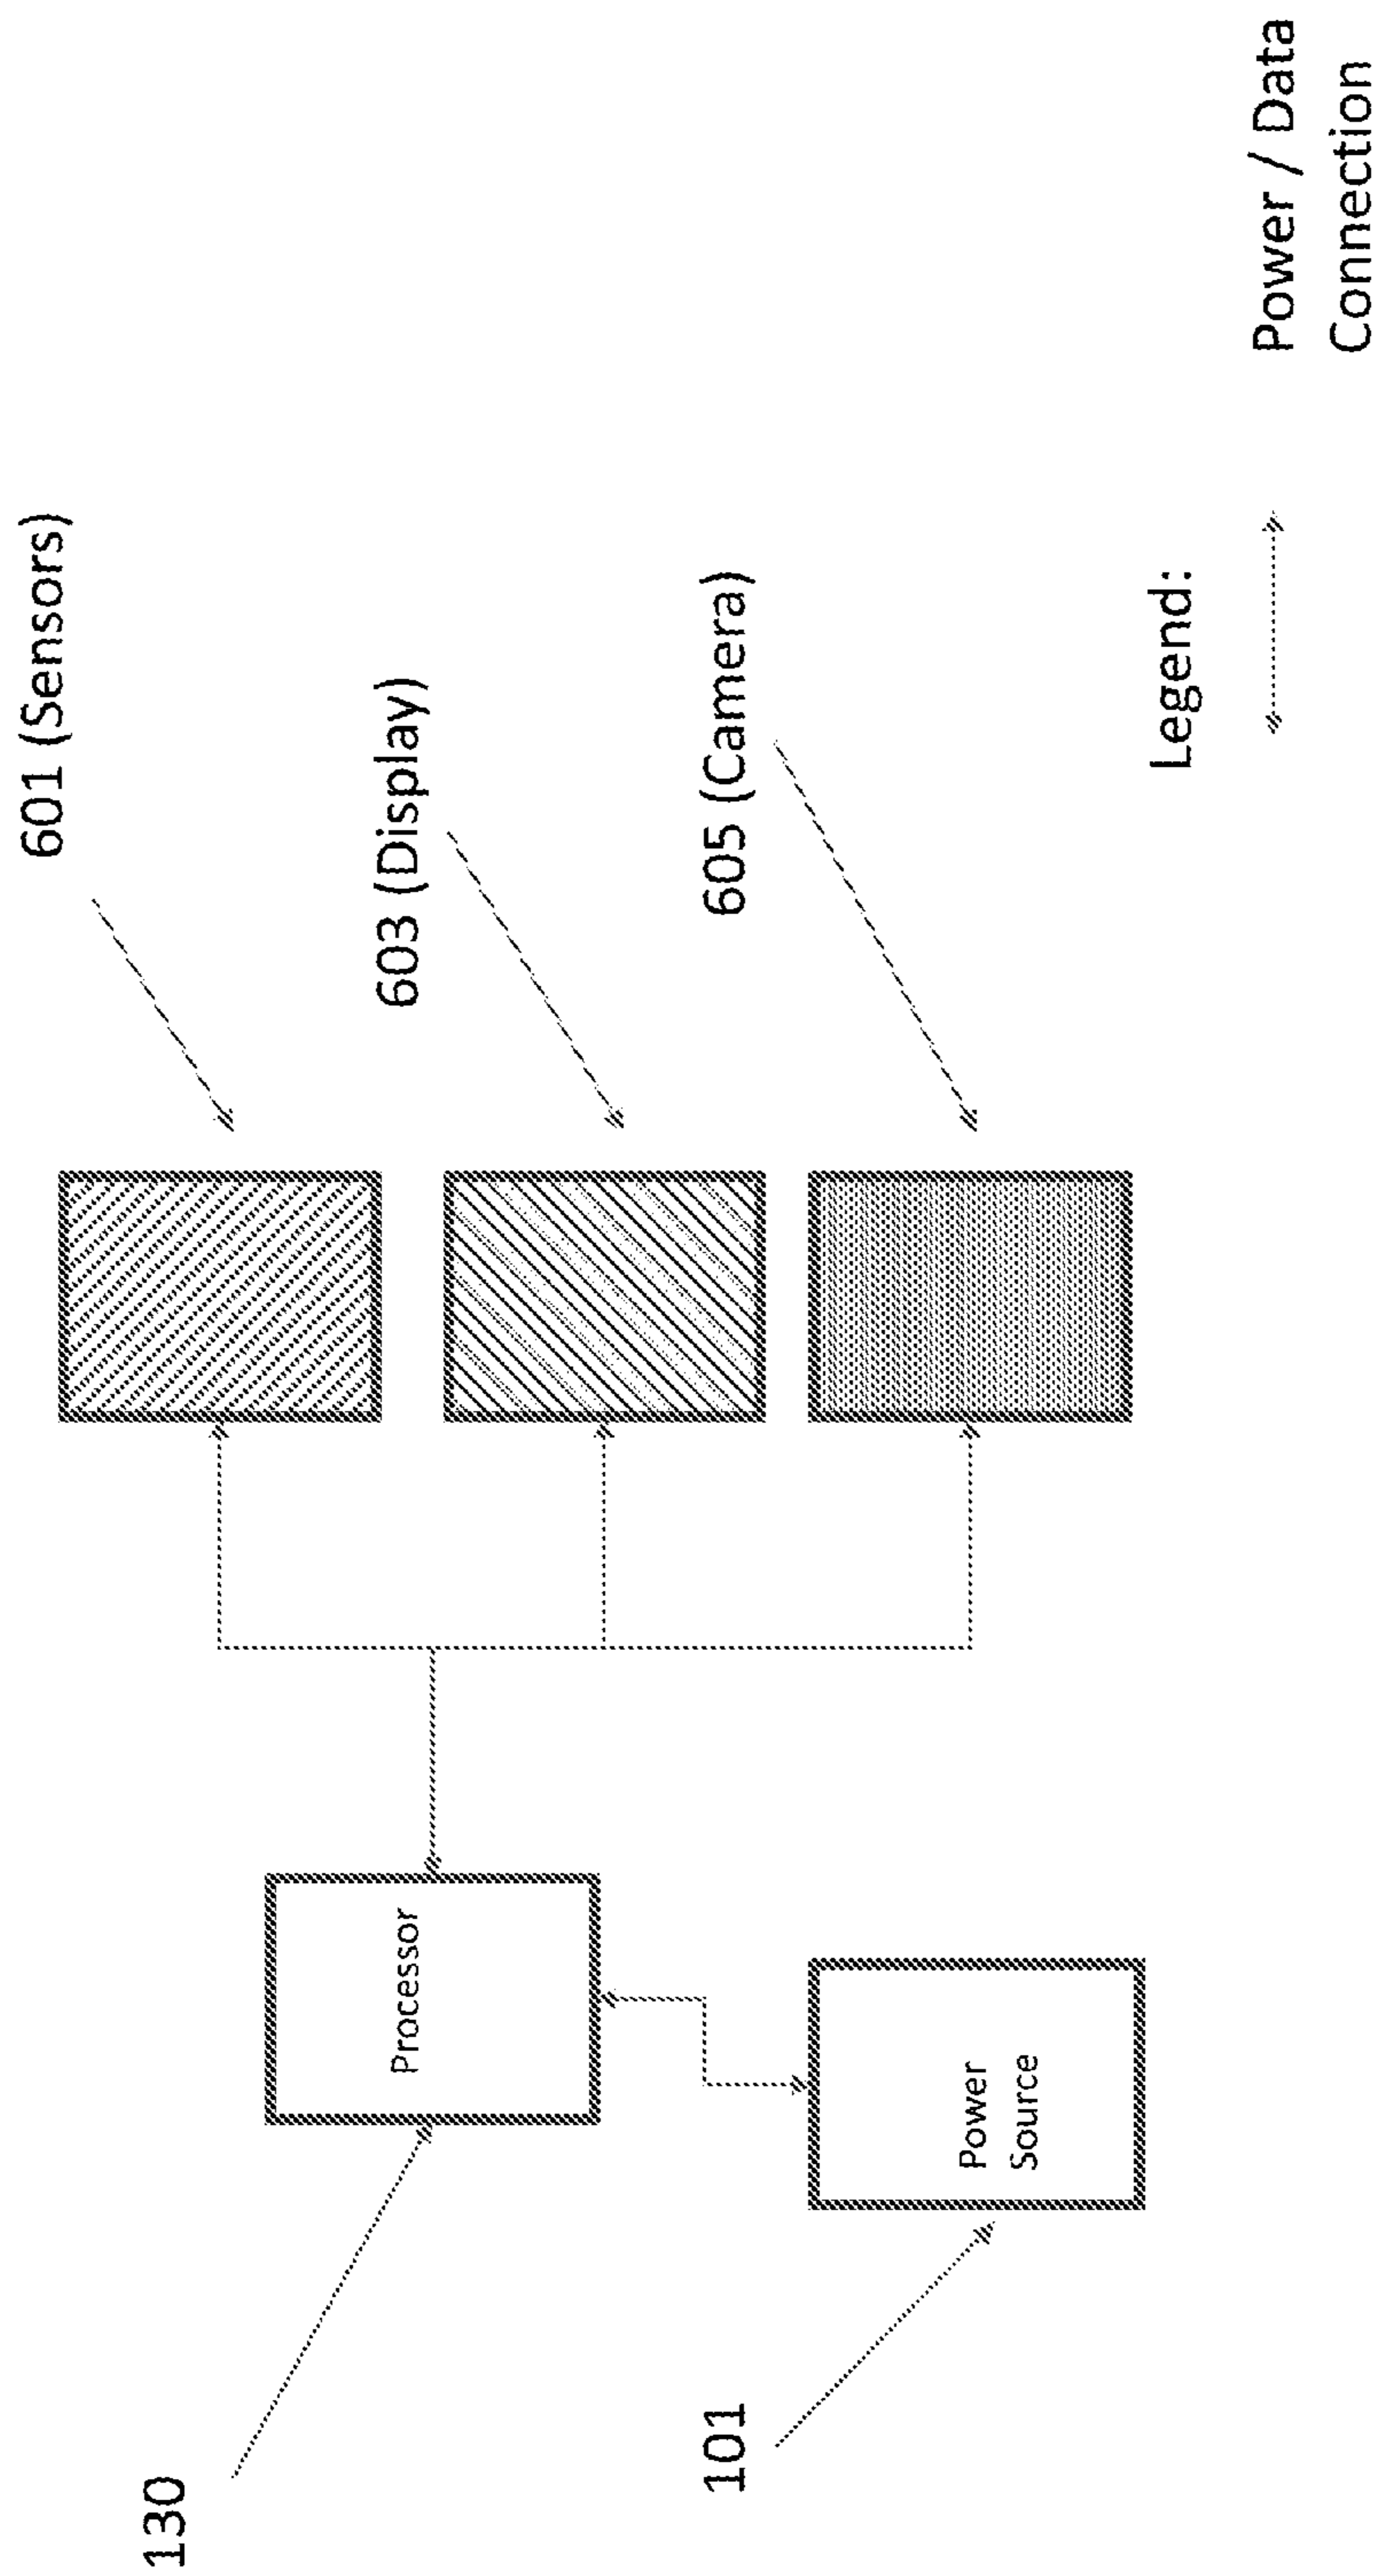 601 (Sensors)
130
Processor
603 (Display)
101
Power
Source
605 (Camera)
Legend:
Power / Data
Connection